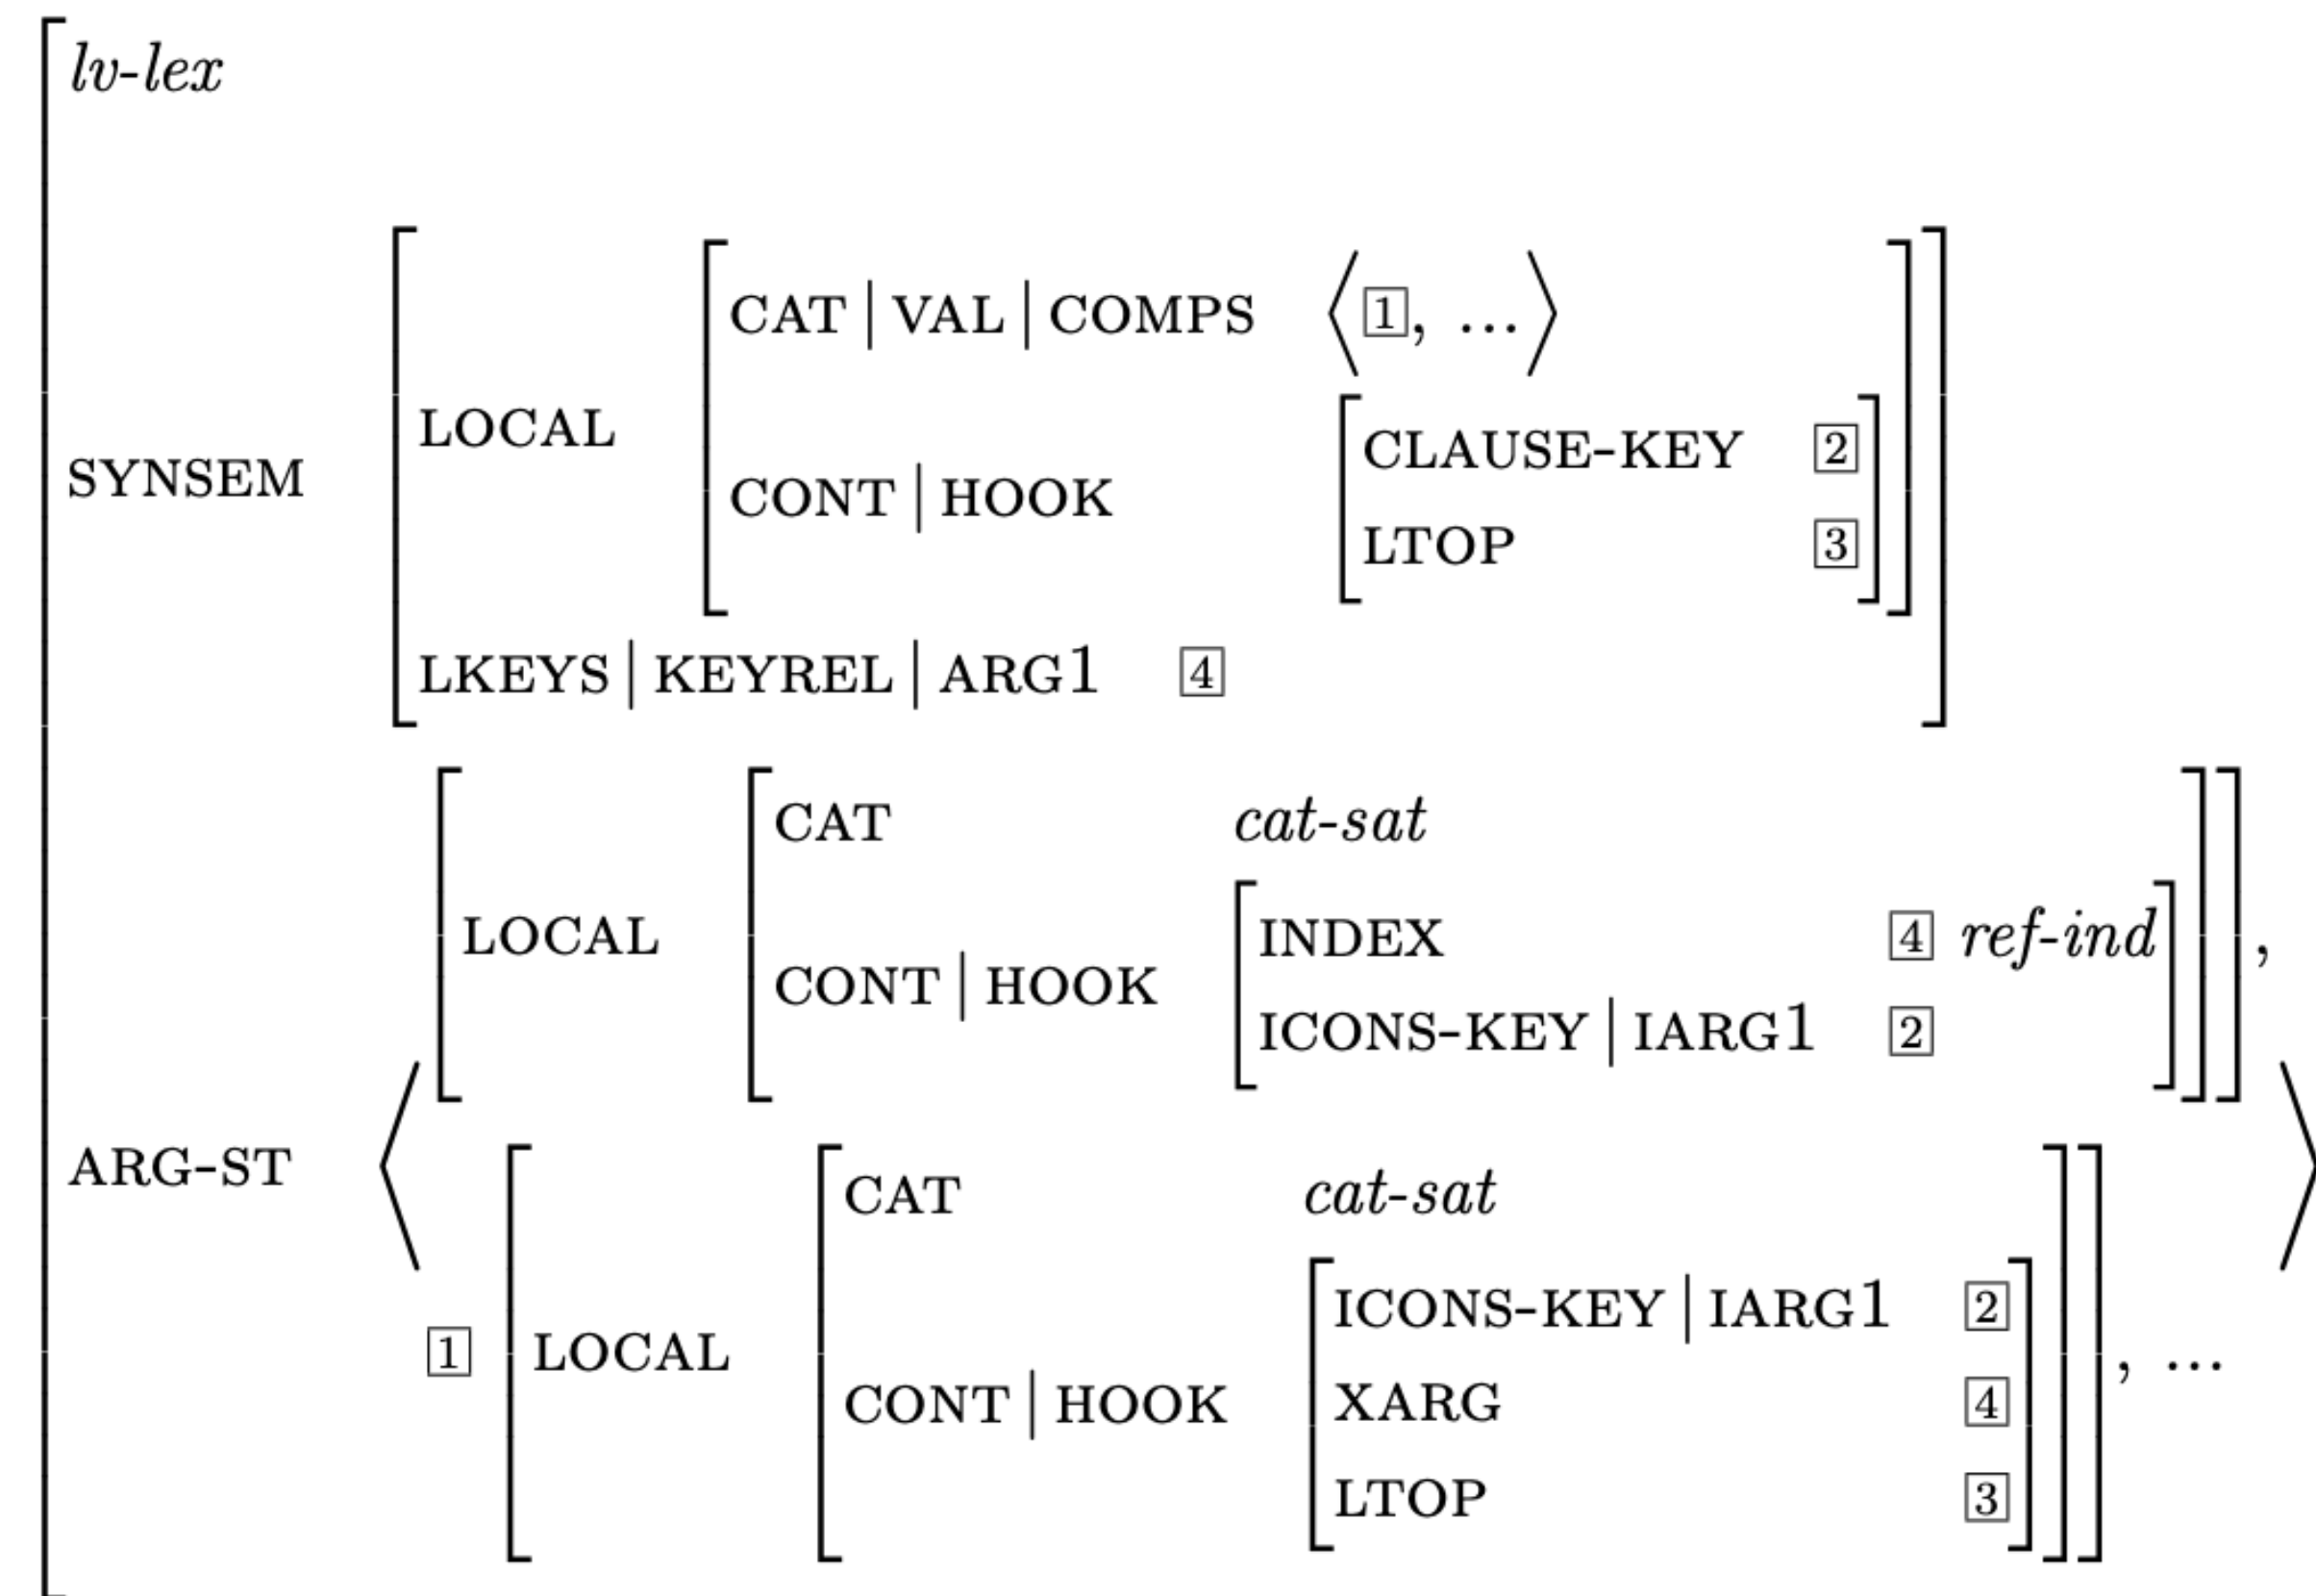 lv-lex
CAT | VAL | COMPS ⟨1, ...⟩
LOCAL
CLAUSE-KEY 2
SYNSEM
CONT | HOOK
LTOP 3
LKEYS | KEYREL | ARG1 4
CAT cat-sat
LOCAL
INDEX 4 ref-ind
CONT | HOOK
ICONS-KEY | IARG1 2
,
ARG-ST
CAT cat-sat
ICONS-KEY | IARG1 2
1 LOCAL
CONT | HOOK
XARG 4
LTOP 3
, ...